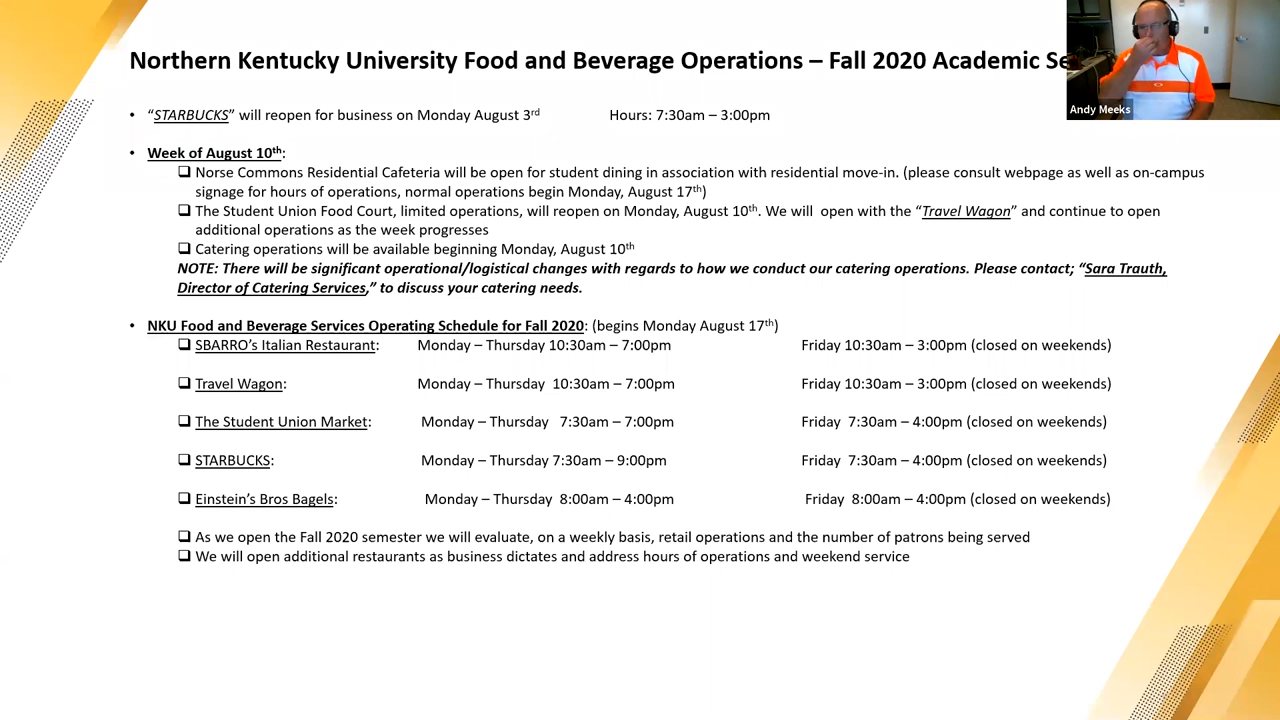 Northern Kentucky University Food and Beverage Operations – Fall 2020 Academic
Andy Meeks
• “STARBUCKS” will reopen for business on Monday August 3rd Hours: 7:30am – 3:00pm
• Week of August 10th:
❑ Norse Commons Residential Cafeteria will be open for student dining in association with residential move-in. (please consult webpage as well as on-campus
signage for hours of operations, normal operations begin Monday, August 17th)
❑ The Student Union Food Court, limited operations, will reopen on Monday, August 10th. We will open with the “Travel Wagon” and continue to open
additional operations as the week progresses
❑ Catering operations will be available beginning Monday, August 10th
NOTE: There will be significant operational/logistical changes with regards to how we conduct our catering operations. Please contact; “Sara Trauth,
Director of Catering Services,” to discuss your catering needs.
• NKU Food and Beverage Services Operating Schedule for Fall 2020: (begins Monday August 17th)
❑ SBARRO’s Italian Restaurant: Monday – Thursday 10:30am – 7:00pm Friday 10:30am – 3:00pm (closed on weekends)
❑ Travel Wagon: Monday – Thursday 10:30am – 7:00pm Friday 10:30am – 3:00pm (closed on weekends)
❑ The Student Union Market: Monday – Thursday 7:30am – 7:00pm Friday 7:30am – 4:00pm (closed on weekends)
❑ STARBUCKS: Monday – Thursday 7:30am – 9:00pm Friday 7:30am – 4:00pm (closed on weekends)
❑ Einstein’s Bros Bagels: Monday – Thursday 8:00am – 4:00pm Friday 8:00am – 4:00pm (closed on weekends)
❑ As we open the Fall 2020 semester we will evaluate, on a weekly basis, retail operations and the number of patrons being served
❑ We will open additional restaurants as business dictates and address hours of operations and weekend service